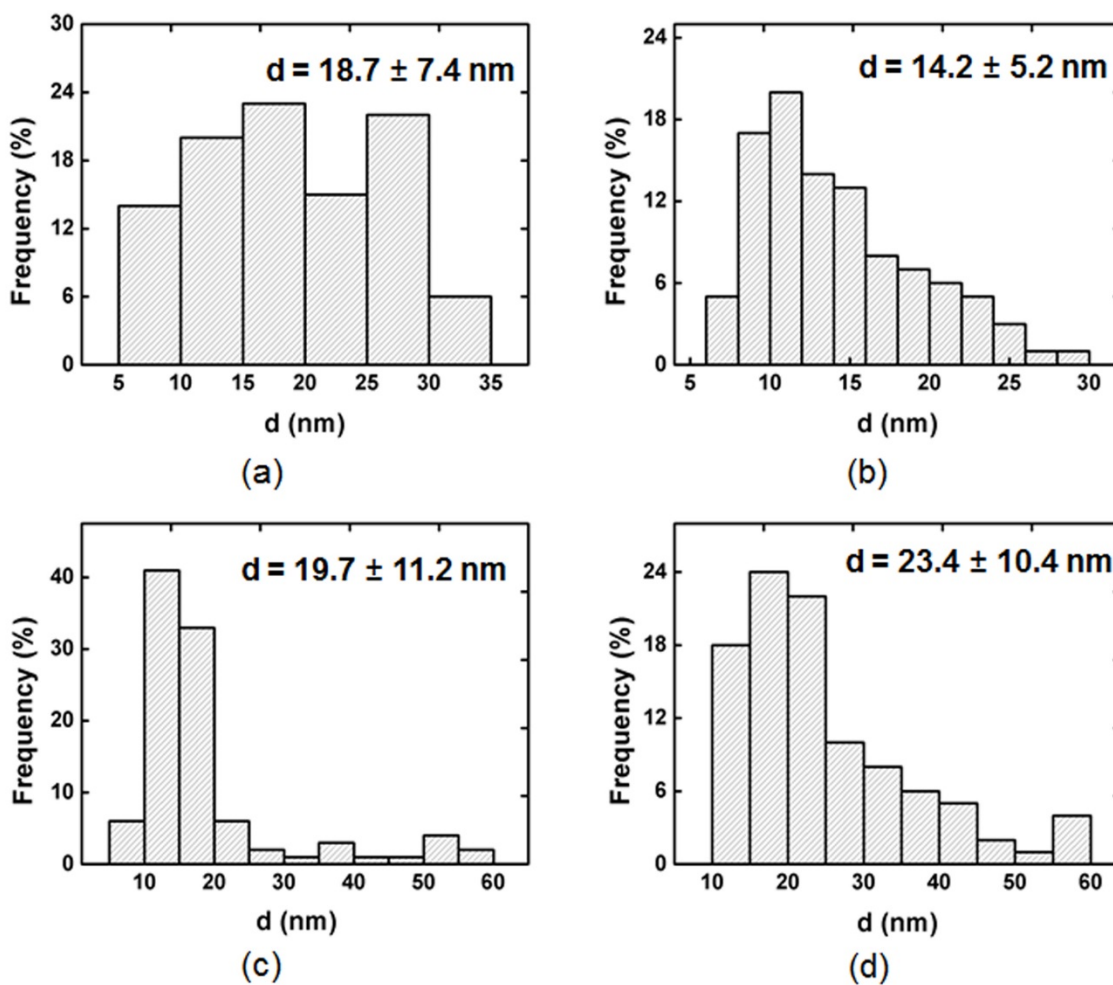 30
24
18
12
6
0
Frequency (%)
d = 18.7 ± 7.4 nm
5 10 15 20 25 30 35
d (nm)
(a)
24
18
12
6
0
Frequency (%)
d = 14.2 ± 5.2 nm
5 10 15 20 25 30
d (nm)
(b)
40
30
20
10
0
Frequency (%)
d = 19.7 ± 11.2 nm
10 20 30 40 50 60
d (nm)
(c)
24
18
12
6
0
Frequency (%)
d = 23.4 ± 10.4 nm
10 20 30 40 50 60
d (nm)
(d)